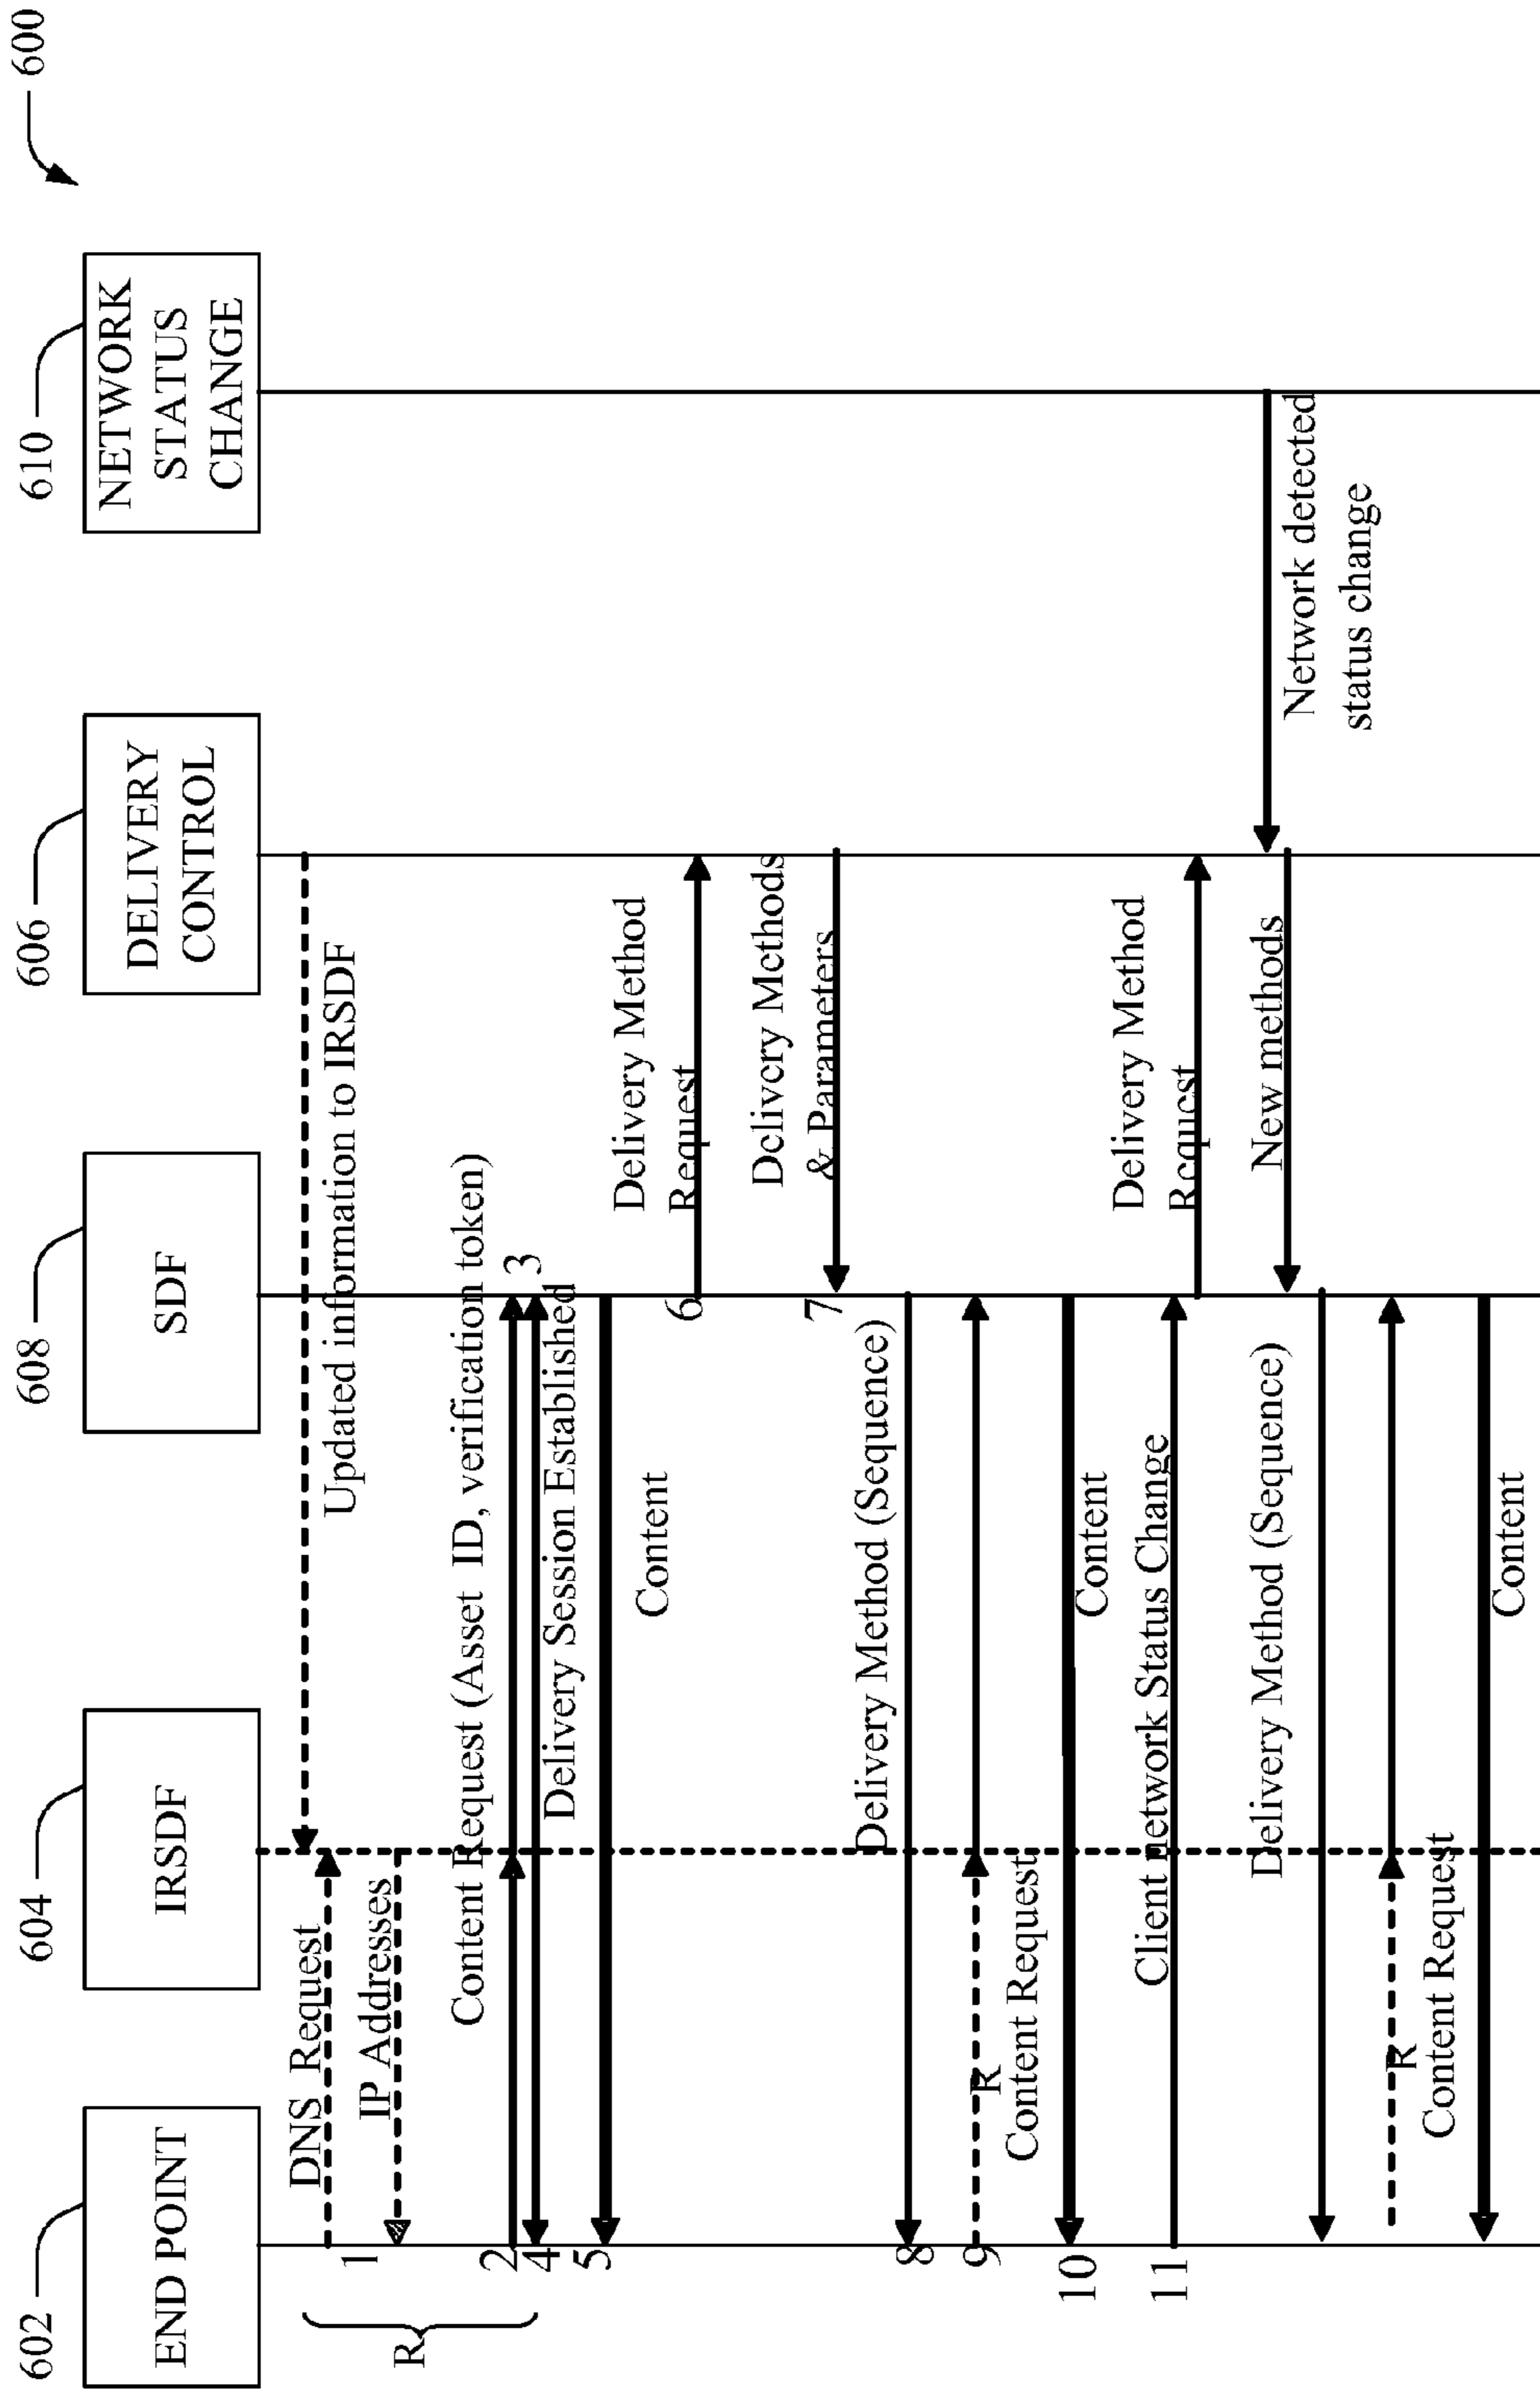 600
602
604
608
606
610
END POINT
IRSDF
SDF
DELIVERY
CONTROL
NETWORK
STATUS
CHANGE
DNS Request
Updated information to IRSDF
1
IP Addresses
R
Content Request (Asset ID, verification token)
2
3
4
Delivery Session Established
5
Content
Delivery Method
Request
6
Delivery Methods
& Parameters
7
Delivery Method (Sequence)
8
9
R
Content Request
10
Content
Client network Status Change
11
Delivery Method
Request
New methods
Network detected
status change
Delivery Method (Sequence)
R
Content Request
Content